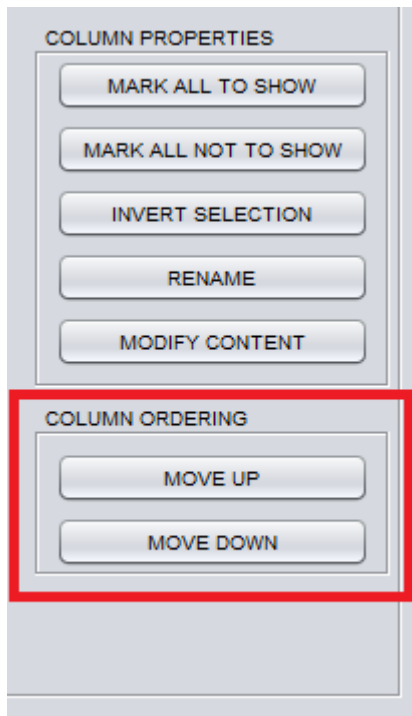 COLUMN PROPERTIES
MARK ALL TO SHOW
MARK ALL NOT TO SHOW
INVERT SELECTION
RENAME
MODIFY CONTENT
COLUMN ORDERING
MOVE UP
MOVE DOWN